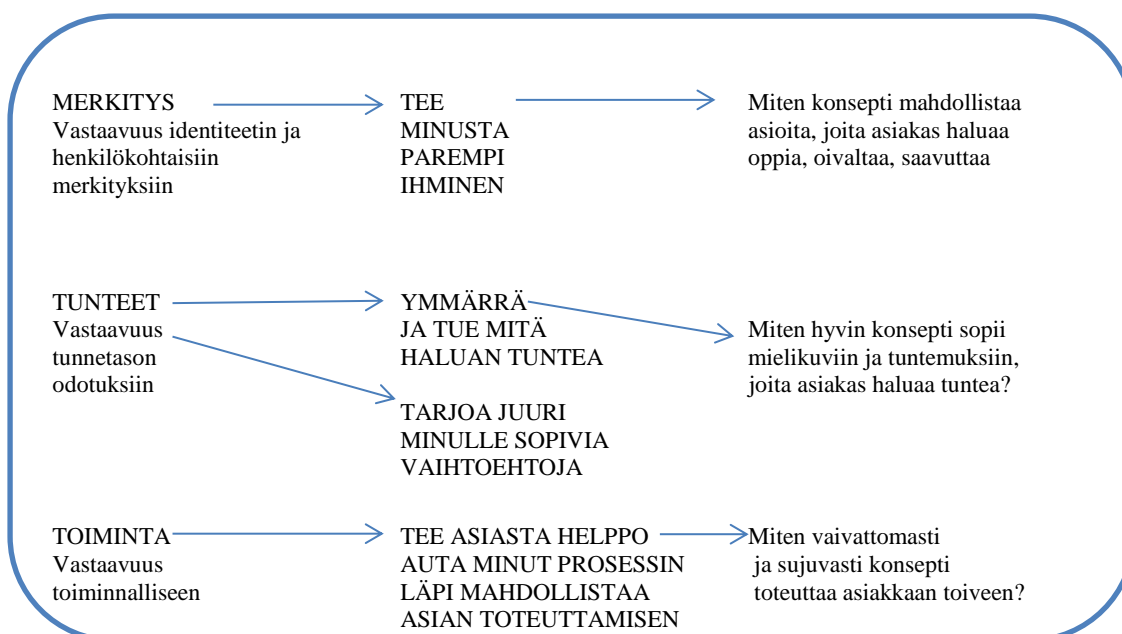 MERKITYS
Vastaavuus identiteetin ja
henkilökohtaisiin
merkityksiin
TEE
MINUSTA
PAREMPI
IHMINEN
Miten konsepti mahdollistaa
asioita, joita asiakas haluaa
oppia, oivaltaa, saavuttaa
TUNTEET
Vastaavuus
tunnetason
odotuksiin
YMMÄRRÄ
JA TUE MITÄ
HALUAN TUNTEA
TARJOA JUURI
MINULLE SOPIVIA
VAIHTOEHTOJA
Miten hyvin konsepti sopii
mielikuviin ja tuntemuksiin,
joita asiakas haluaa tuntea?
TOIMINTA
Vastaavuus
toiminnalliseen
TEE ASIASTA HELPPO
AUTA MINUT PROSESSIN
LÄPI MAHDOLLISTAA
ASIAN TOTEUTTAMISEN
Miten vaivattomasti
ja sujuvasti konsepti
toteuttaa asiakkaan toiveen?